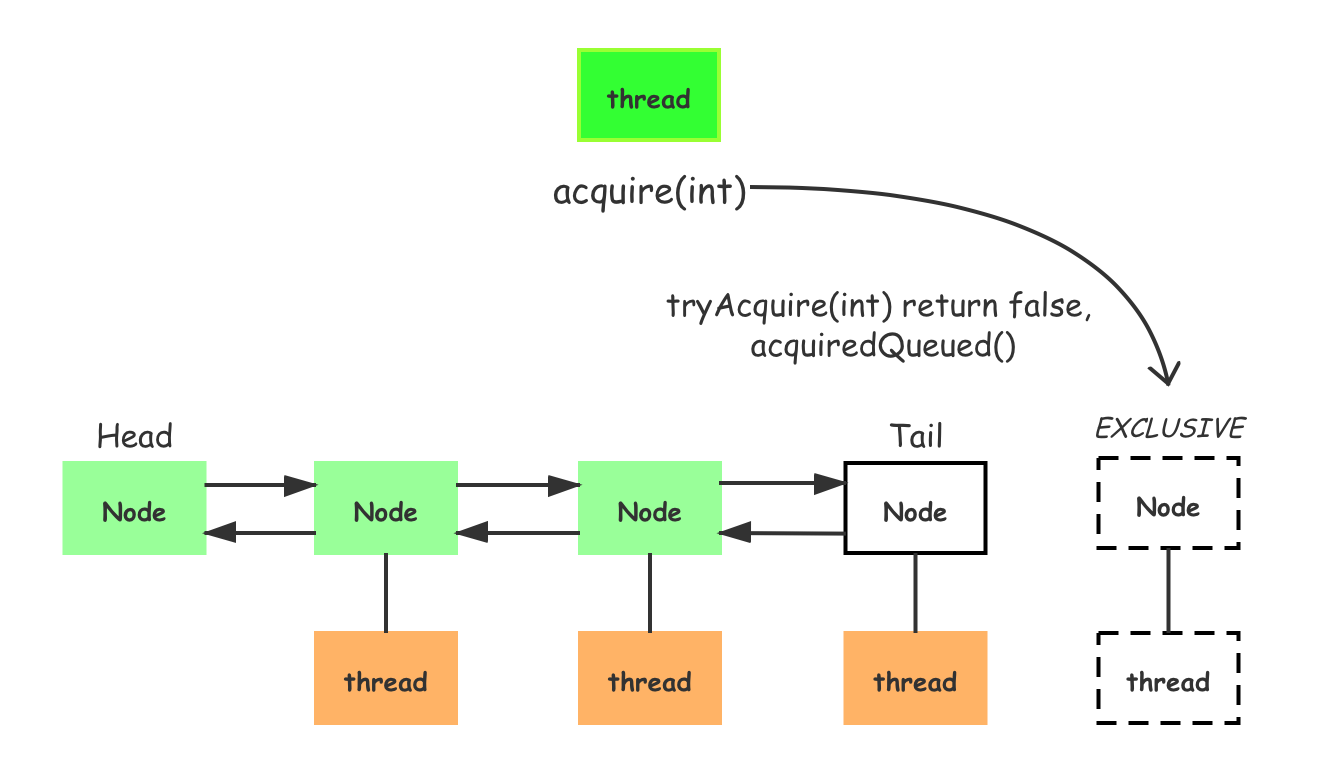 thread
acquire(int)
tryAcquire(int) return false,
acquiredQueued()
Head
Tail
EXCLUSIVE
Node
Node
Node
Node
Node
thread
thread
thread
thread